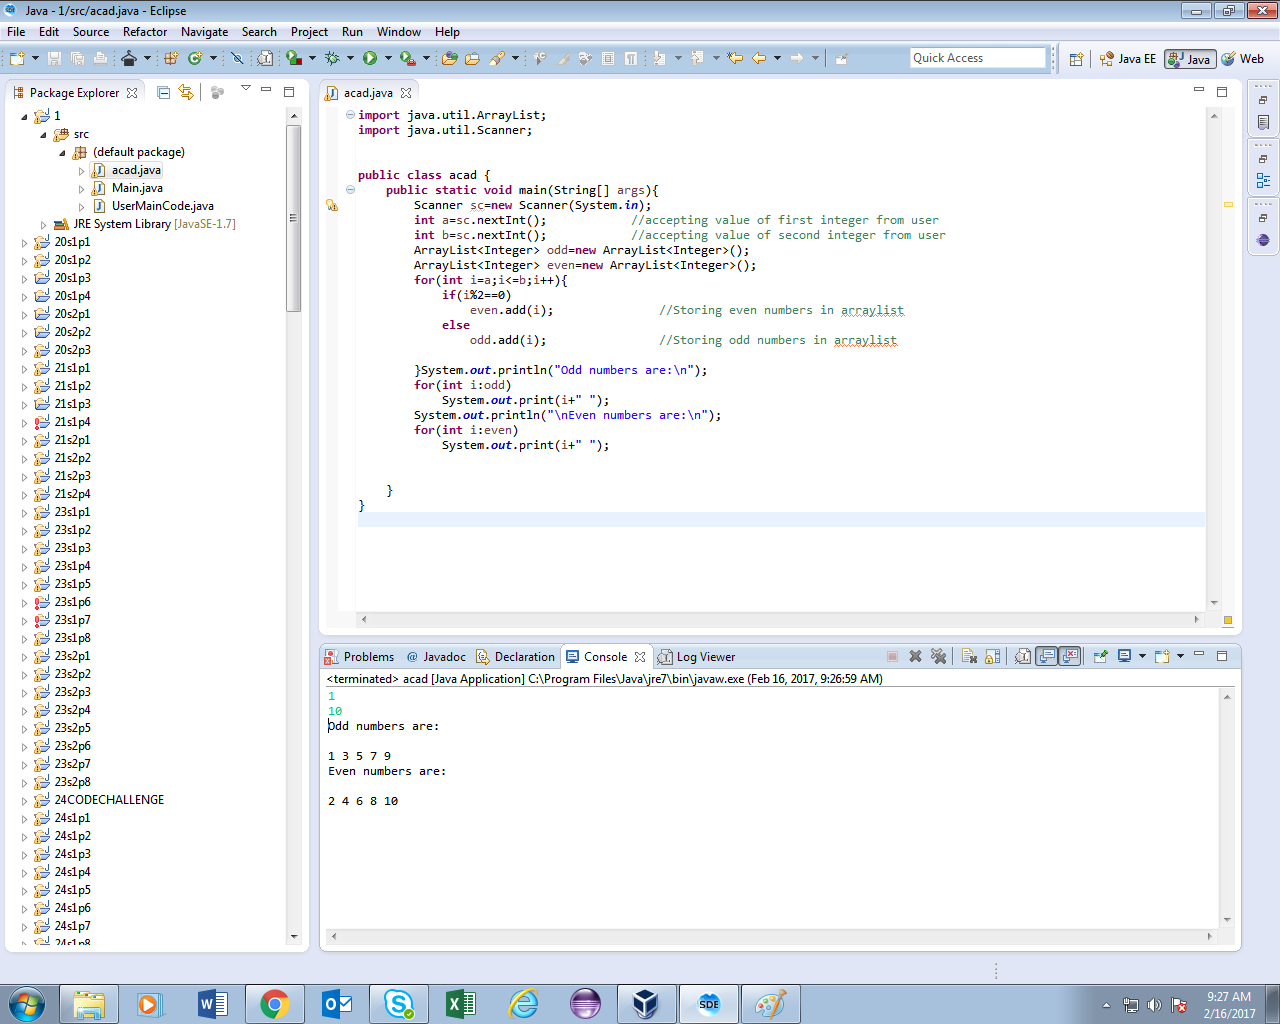 Java - 1/src/acad.java - Eclipse
File Edit Source Refactor Navigate Search Project Run Window Help
Quick Access
Java EE
Java
Web
Package Explorer
1
src
(default package)
acad.java
Main.java
UserMainCode.java
JRE System Library [JavaSE-1.7]
20s1p1
20s1p2
20s1p3
20s1p4
20s2p1
20s2p2
20s2p3
21s1p1
21s1p2
21s1p3
21s1p4
21s2p1
21s2p2
21s2p3
21s2p4
23s1p1
23s1p2
23s1p3
23s1p4
23s1p5
23s1p6
23s1p7
23s1p8
23s2p1
23s2p2
23s2p3
23s2p4
23s2p5
23s2p6
23s2p7
23s2p8
24CODECHALLENGE
24s1p1
24s1p2
24s1p3
24s1p4
24s1p5
24s1p6
24s1p7
24s1p8
acad.java
import java.util.ArrayList;
import java.util.Scanner;
public class acad {
public static void main(String[] args){
Scanner sc=new Scanner(System.in);
int a=sc.nextInt(); //accepting value of first integer from user
int b=sc.nextInt(); //accepting value of second integer from user
ArrayList<Integer> odd=new ArrayList<Integer>();
ArrayList<Integer> even=new ArrayList<Integer>();
for(int i=a;i<=b;i++){
if(i%2==0)
even.add(i); //Storing even numbers in arraylist
else
odd.add(i); //Storing odd numbers in arraylist
}System.out.println("Odd numbers are:\n");
for(int i:odd)
System.out.print(i+" ");
System.out.println("\nEven numbers are:\n");
for(int i:even)
System.out.print(i+" ");
}
}
Problems @ Javadoc Declaration Console Log Viewer
<terminated> acad [Java Application] C:\Program Files\Java\jre7\bin\javaw.exe (Feb 16, 2017, 9:26:59 AM)
1
10
Odd numbers are:
1 3 5 7 9
Even numbers are:
2 4 6 8 10
SDE
9:27 AM
2/16/2017